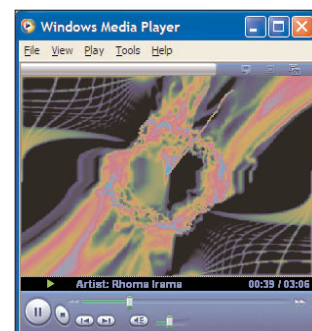 Windows Media Player
File View Play Tools Help
Artist: Rhoma Irama 00:39 / 03:06